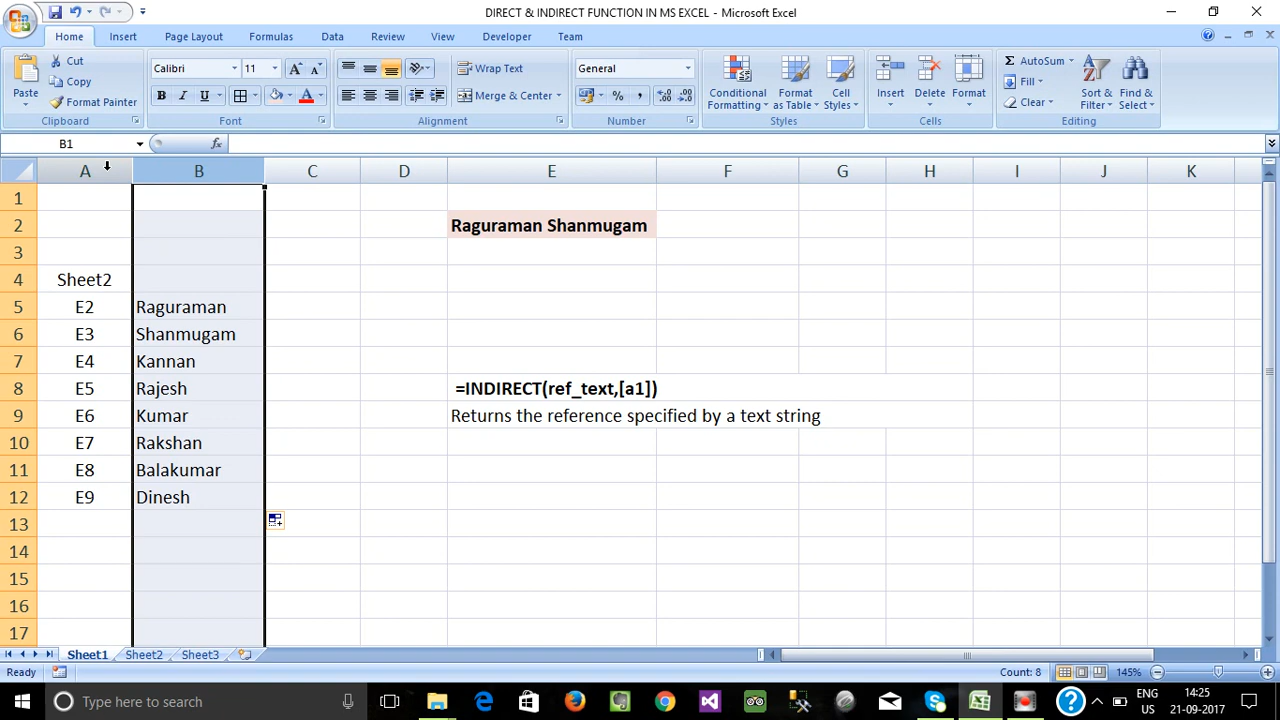 DIRECT & INDIRECT FUNCTION IN MS EXCEL - Microsoft Excel
Home Insert Page Layout Formulas Data Review View Developer Team
Paste Cut Copy Format Painter Clipboard
Calibri 11 B I U A Font
Wrap Text Merge & Center Alignment
General % , Number
Conditional Formatting Format as Table Cell Styles Styles
Insert Delete Format Cells
Σ AutoSum Fill Clear Sort & Filter Find & Select Editing
B1 fx
A B C D E F G H I J K
1
2 Raguraman Shanmugam
3
4 Sheet2
5 E2 Raguraman
6 E3 Shanmugam
7 E4 Kannan
8 E5 Rajesh =INDIRECT(ref_text,[a1])
9 E6 Kumar Returns the reference specified by a text string
10 E7 Rakshan
11 E8 Balakumar
12 E9 Dinesh
13
14
15
16
17
Sheet1 Sheet2 Sheet3
Ready Count: 8 145%
Type here to search ENG US 14:25 21-09-2017